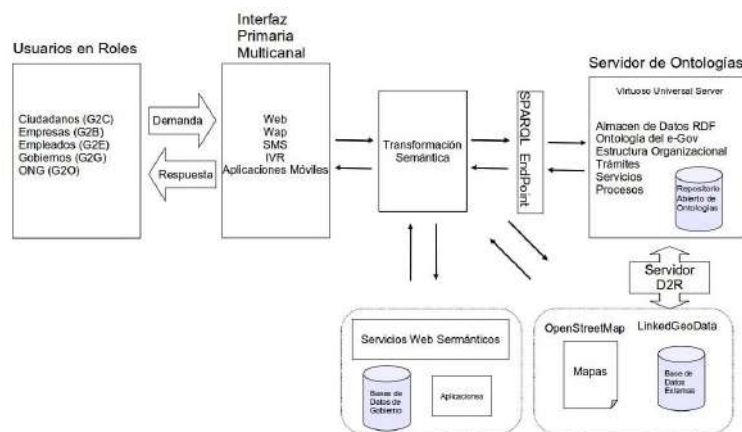 Usuarios en Roles
Ciudadanos (G2C)
Empresas (G2B)
Empleados (G2E)
Gobiernos (G2G)
ONG (G2O)
Demanda
Respuesta
Interfaz
Primaria
Multicanal
Web
Wap
SMS
IVR
Aplicaciones Móviles
Transformación
Semántica
SPARQL EndPoint
Servidor de Ontologías
Virtuoso Universal Server
Almacen de Datos RDF
Ontología del e-Gov
Estructura Organizacional
Trámites
Servicios
Procesos
Repositorio
Abierto de
Ontologías
Servidor
D2R
Servicios Web Semánticos
Bases de
Datos de
Gobierno
Aplicaciones
OpenStreetMap
LinkedGeoData
Mapas
Base de
Datos
Externas